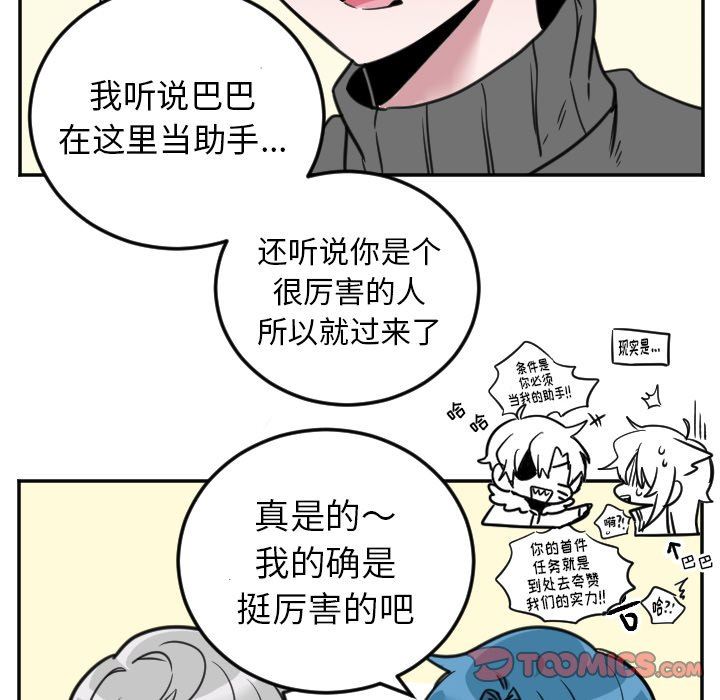 我听说巴巴
在这里当助手...
还听说你是个
很厉害的人
所以就过来了
现实是...
条件是
你必须
当我的助手!!
哈
哈
嗬?!
巴巴
你的首件
任务就是
到处去夸赞
我们的实力!!
哈?!
真是的～
我的确是
挺厉害的吧
TOOMICS.COM